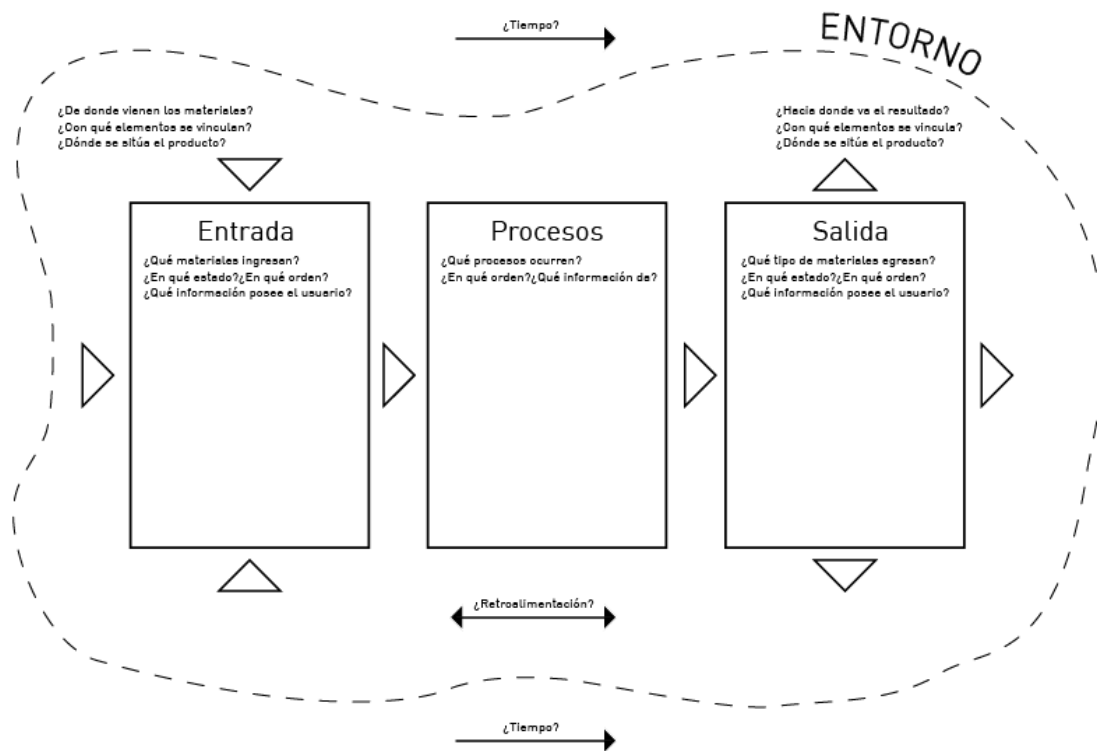 ¿Tiempo?
ENTORNO
¿De donde vienen los materiales?
¿Con qué elementos se vinculan?
¿Dónde se sitúa el producto?
¿Hacia donde va el resultado?
¿Con qué elementos se vincula?
¿Dónde se sitúa el producto?
Entrada
¿Qué materiales ingresan?
¿En qué estado?¿En qué orden?
¿Qué información posee el usuario?
Procesos
¿Qué procesos ocurren?
¿En qué orden?¿Qué información da?
Salida
¿Qué tipo de materiales egresan?
¿En qué estado?¿En qué orden?
¿Qué información posee el usuario?
¿Retroalimentación?
¿Tiempo?